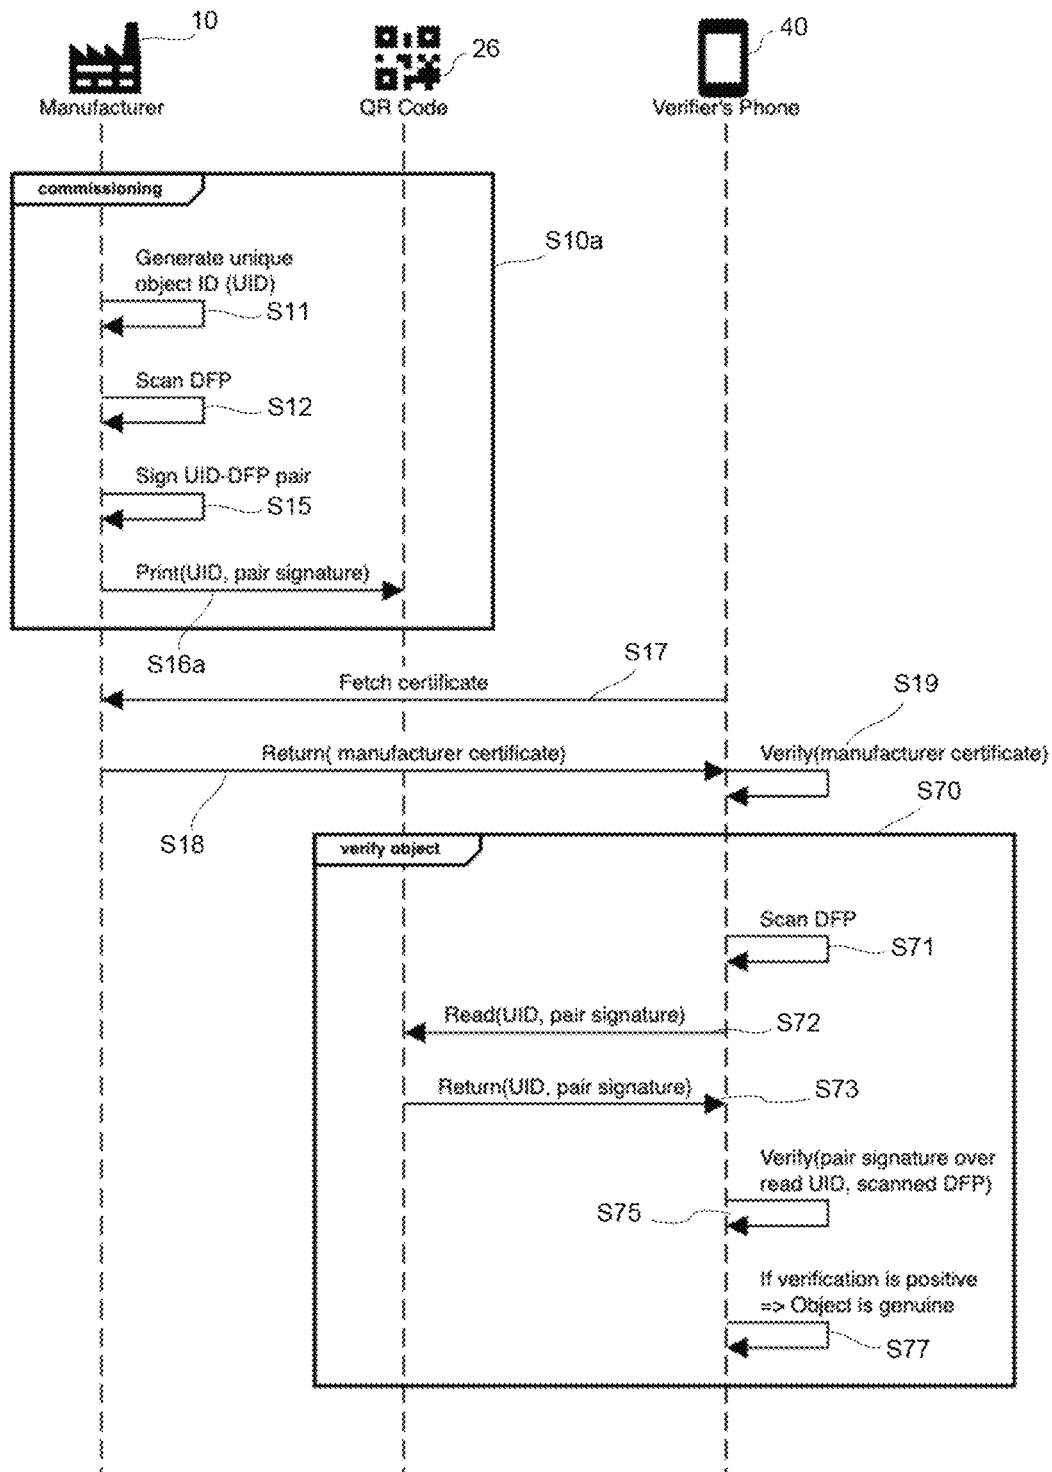 10
26
40
Manufacturer
QR Code
Verifier's Phone
commissioning
S10a
Generate unique
object ID (UID)
S11
Scan DFP
S12
Sign UID-DFP pair
S15
Print(UID, pair signature)
S16a
S17
Fetch certificate
S19
Return( manufacturer certificate)
Verify(manufacturer certificate)
S18
S70
verify object
Scan DFP
S71
Read(UID, pair signature)
S72
Return(UID, pair signature)
S73
Verify(pair signature over
read UID, scanned DFP)
S75
If verification is positive
=> Object is genuine
S77